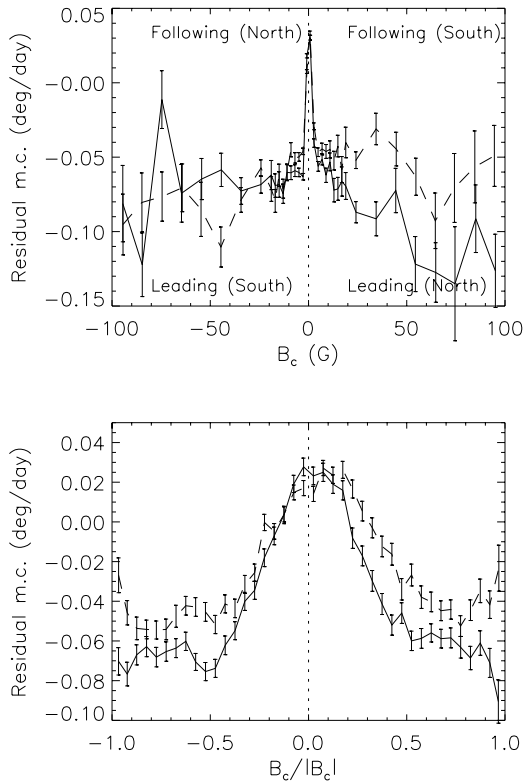 0.05
-0.00
-0.05
-0.10
-0.15
Residual m.c. (deg/day)
Following (North)
Following (South)
Leading (South)
Leading (North)
-100
-50
0
50
100
B_c (G)
0.04
0.02
0.00
-0.02
-0.04
-0.06
-0.08
-0.10
Residual m.c. (deg/day)
-1.0
-0.5
0.0
0.5
1.0
B_c/|B_c|